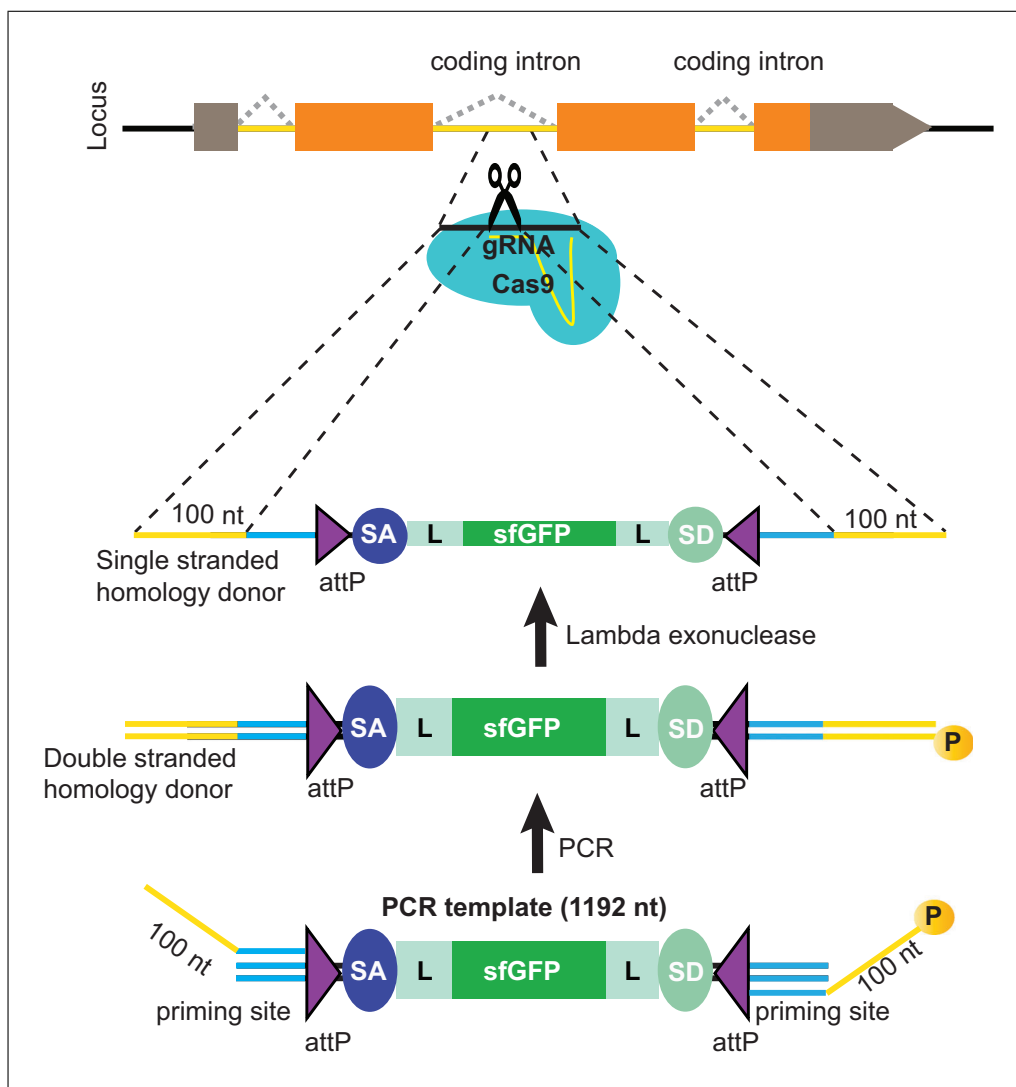 coding intron coding intron
Locus
gRNA
Cas9
100 nt SA L sfGFP L SD 100 nt
Single stranded
homology donor
attP attP
Lambda exonuclease
SA L sfGFP L SD
P
Double stranded
homology donor
attP attP
PCR
PCR template (1192 nt)
P
100 nt SA L sfGFP L SD 100 nt
priming site priming site
attP attP